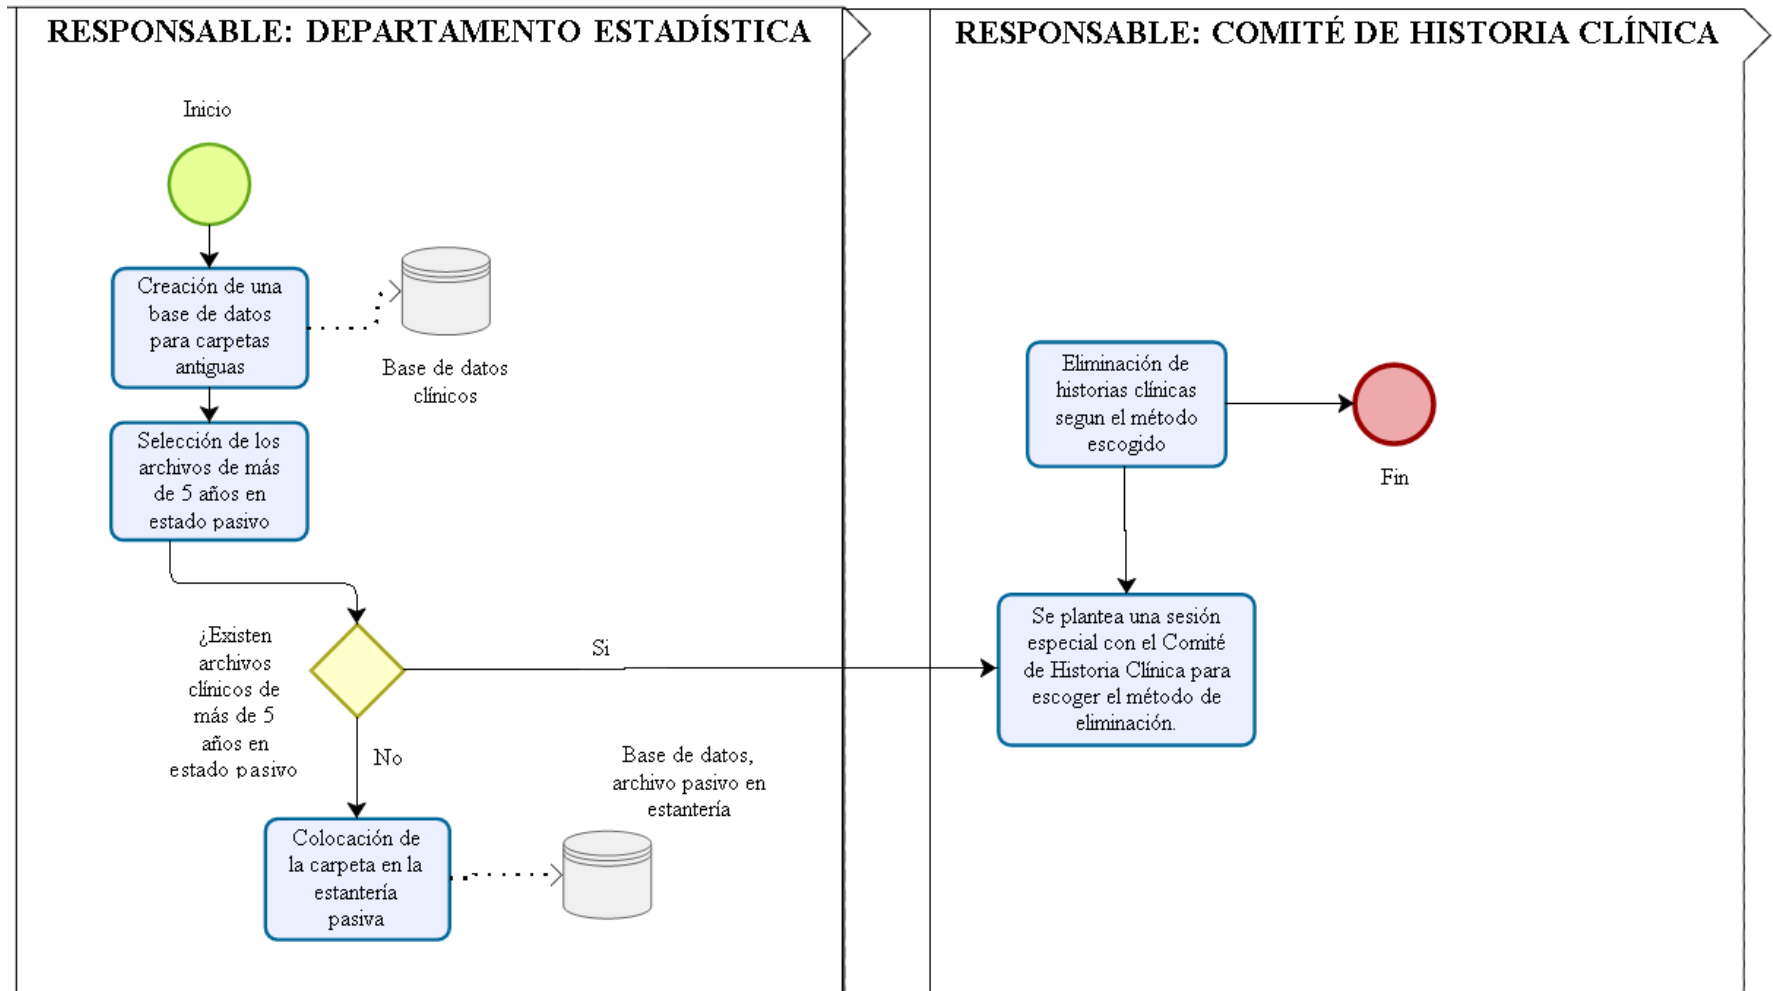 RESPONSABLE: DEPARTAMENTO ESTADÍSTICA
Inicio
Creación de una
base de datos
para carpetas
antiguas
Base de datos
clínicos
Selección de los
archivos de más
de 5 años en
estado pasivo
¿Existen
archivos
clínicos de
más de 5
años en
estado pasivo
Si
No
Base de datos,
archivo pasivo en
estantería
Colocación de
la carpeta en la
estantería
pasiva
RESPONSABLE: COMITÉ DE HISTORIA CLÍNICA
Eliminación de
historias clínicas
segun el método
escogido
Fin
Se plantea una sesión
especial con el Comité
de Historia Clínica para
escoger el método de
eliminación.